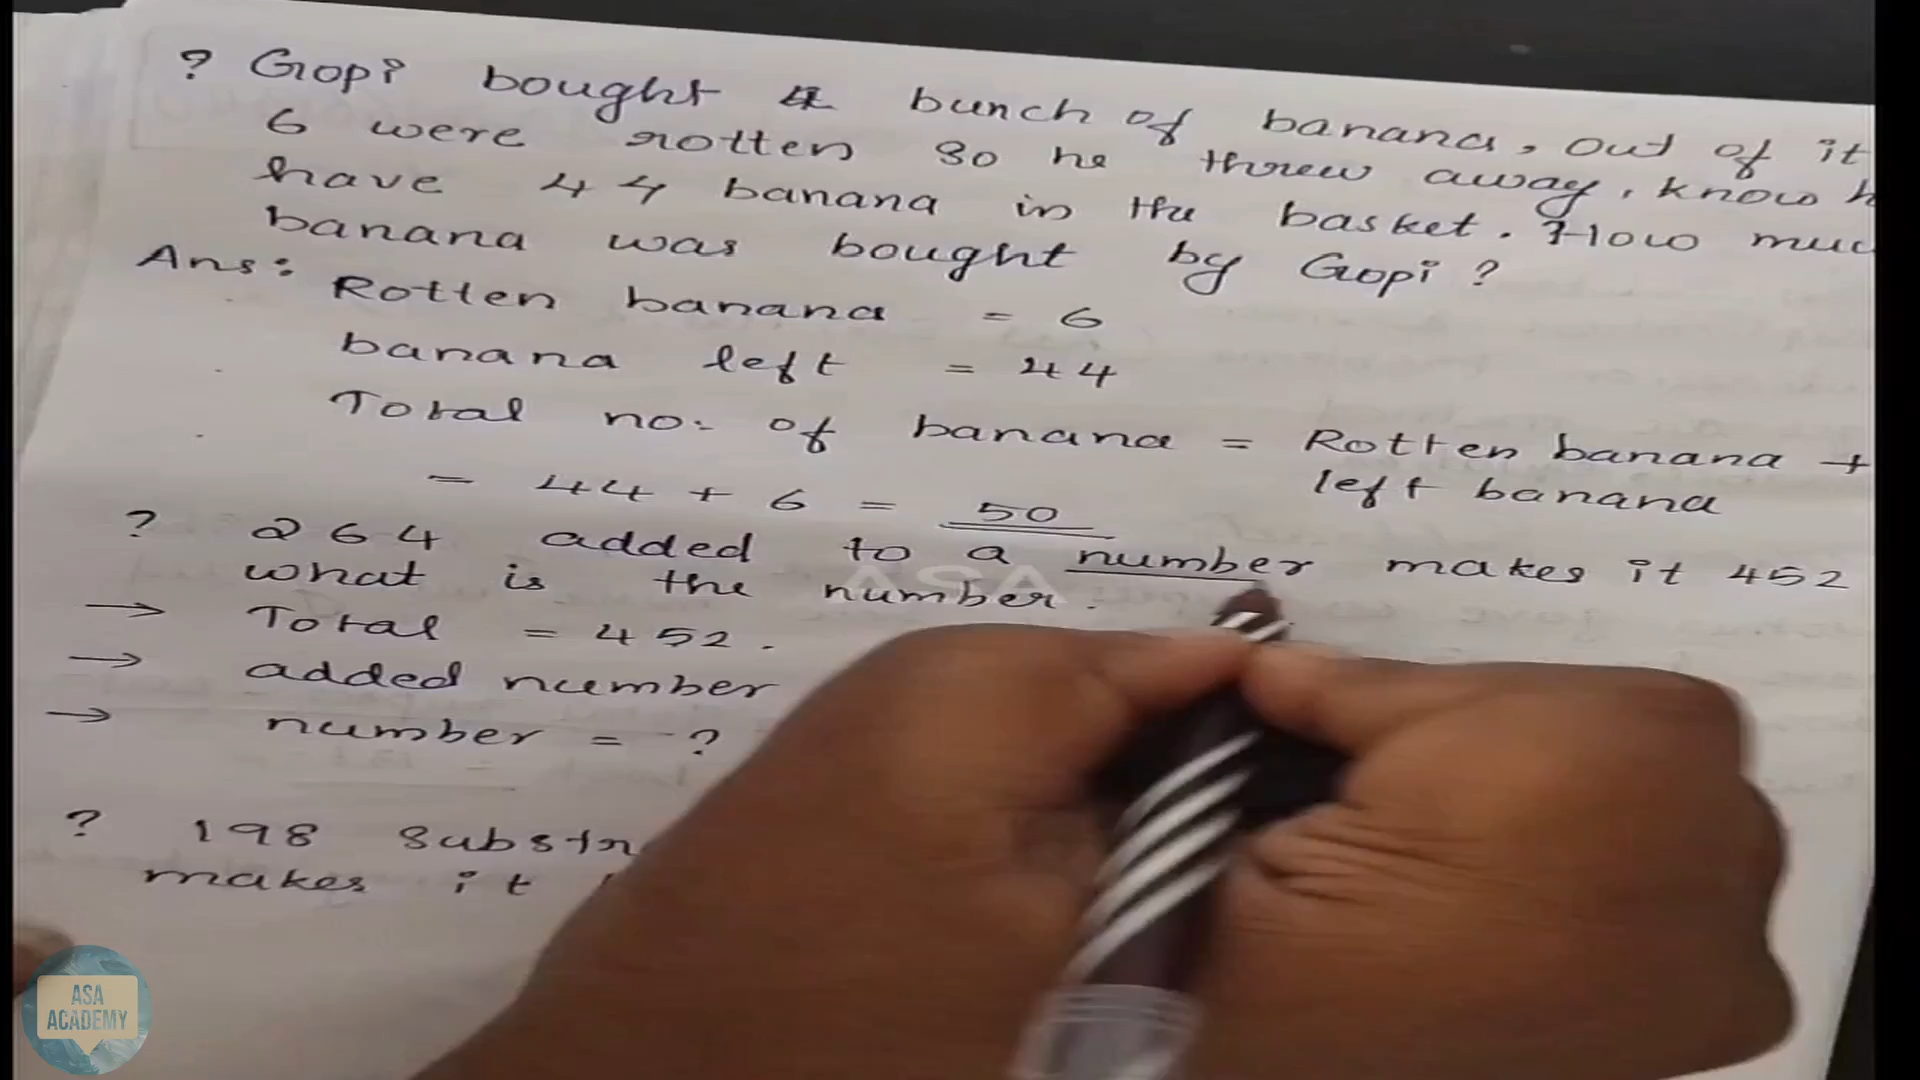 ? Gopi bought a bunch of banana, out of it
6 were rotten so he threw away, know h
have 44 banana in the basket. How muc
banana was bought by Gopi ?
Ans:
Rotten banana = 6
banana left = 44
Total no: of banana = Rotten banana +
left banana
= 44 + 6 = 50
? 264 added to a number makes it 452
what is the number.
→ Total = 452.
→ added number
→ number = ?
? 198 Substr
makes it
ASA
ASA
ACADEMY